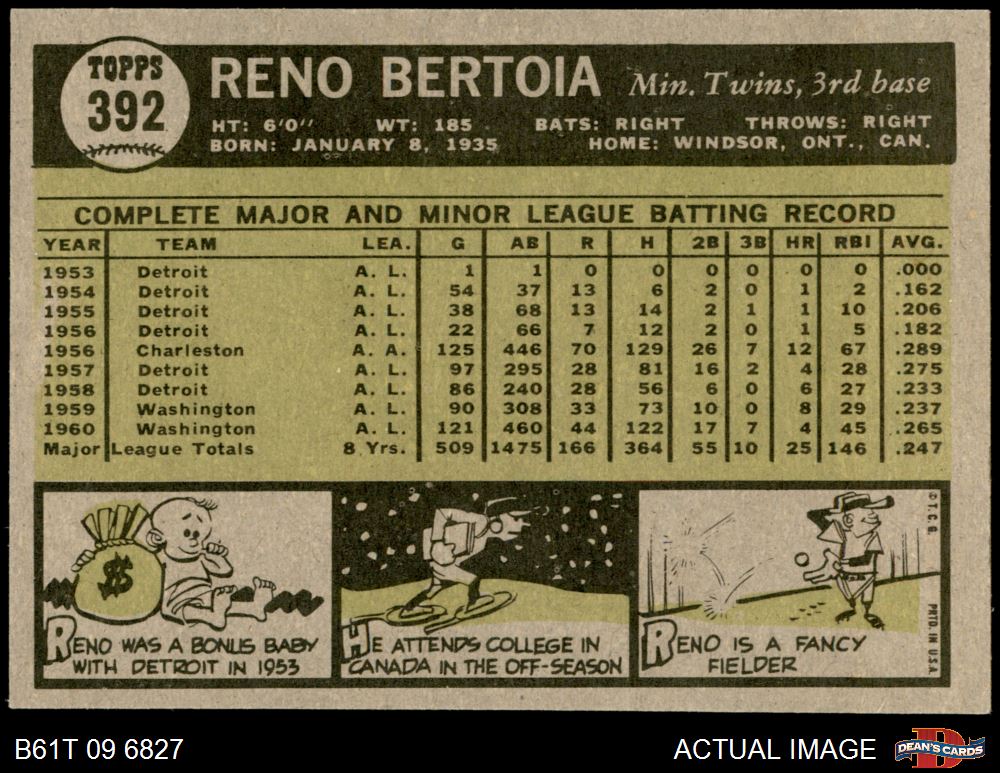 TOPPS
392
RENO BERTOIA Min. Twins, 3rd base
HT: 6'0" WT: 185 BATS: RIGHT THROWS: RIGHT
BORN: JANUARY 8, 1935 HOME: WINDSOR, ONT., CAN.
COMPLETE MAJOR AND MINOR LEAGUE BATTING RECORD
YEAR TEAM LEA. G AB R H 2B 3B HR RBI AVG.
1953 Detroit A. L. 1 1 0 0 0 0 0 0 .000
1954 Detroit A. L. 54 37 13 6 2 0 1 2 .162
1955 Detroit A. L. 38 68 13 14 2 1 1 10 .206
1956 Detroit A. L. 22 66 7 12 2 0 1 5 .182
1956 Charleston A. A. 125 446 70 129 26 7 12 67 .289
1957 Detroit A. L. 97 295 28 81 16 2 4 28 .275
1958 Detroit A. L. 86 240 28 56 6 0 6 27 .233
1959 Washington A. L. 90 308 33 73 10 0 8 29 .237
1960 Washington A. L. 121 460 44 122 17 7 4 45 .265
Major League Totals 8 Yrs. 509 1475 166 364 55 10 25 146 .247
$
RENO WAS A BONUS BABY
WITH DETROIT IN 1953
HE ATTENDS COLLEGE IN
CANADA IN THE OFF-SEASON
RENO IS A FANCY
FIELDER
© T. C. G.
PRTD. IN U.S.A.
B61T 09 6827 ACTUAL IMAGE
D
DEAN'S CARDS